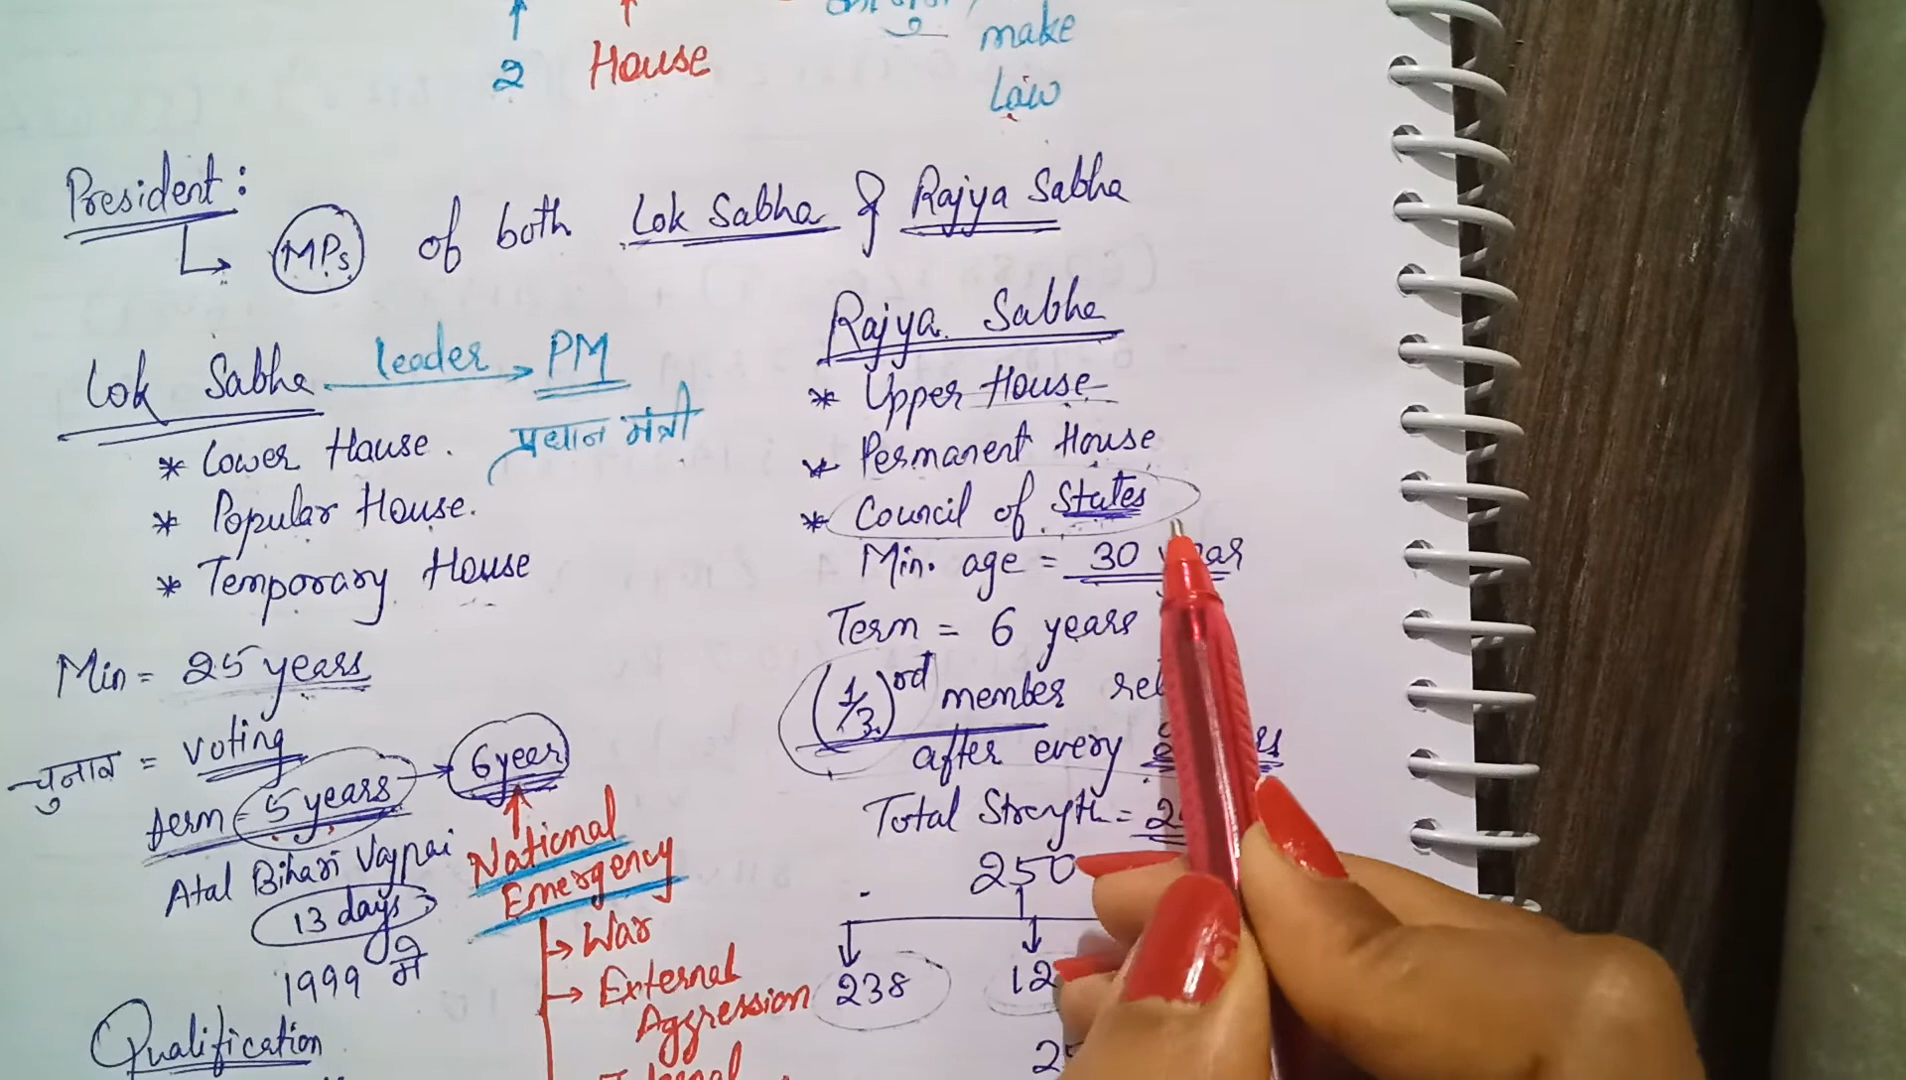 make
2 House
Law
President:
MPs of both Lok Sabha & Rajya Sabha
Lok Sabha leader PM
प्रधान मंत्री
* Lower House.
* Popular House.
* Temporary House
Min = 25 years
चुनाव = Voting
term = 5 years 6 year
Atal Bihari Vajpai
13 days
1999 में
National
Emergency
War
External
Aggression
Qualification
Rajya Sabha
* Upper House
* Permanent House
* Council of States
Min. age = 30 year
Term = 6 years
(1/3)rd member
after every
Total Strength =
250
238 12